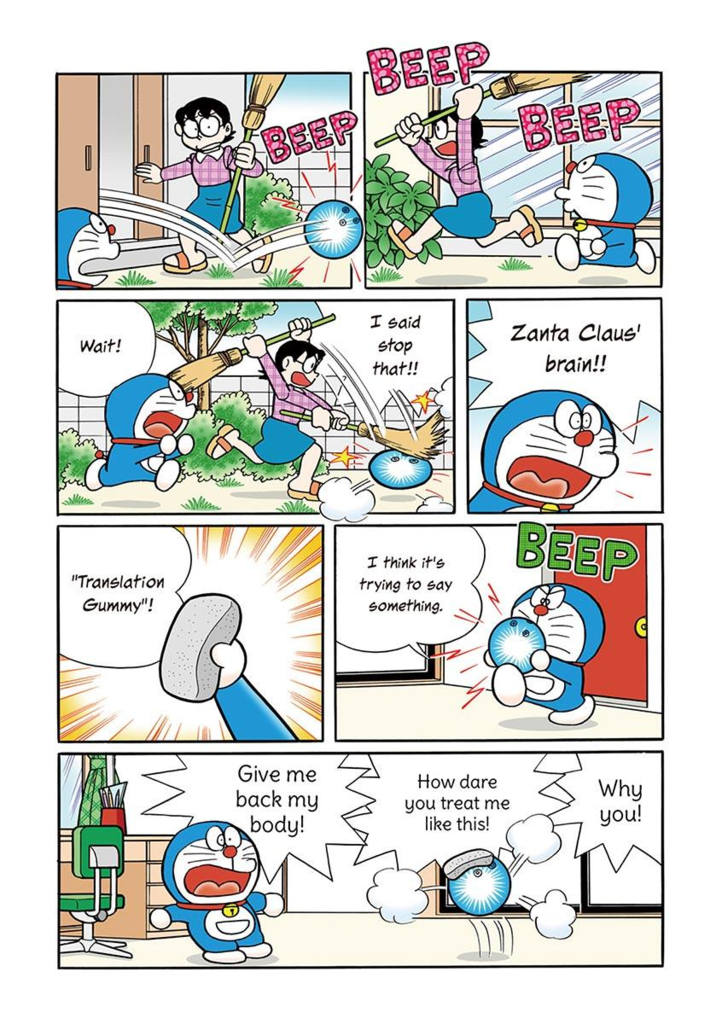 BEEP
BEEP
BEEP
Wait!
I said
stop
that!!
Zanta Claus'
brain!!
"Translation
Gummy"!
I think it's
trying to say
something.
BEEP
Give me
back my
body!
How dare
you treat me
like this!
Why
you!